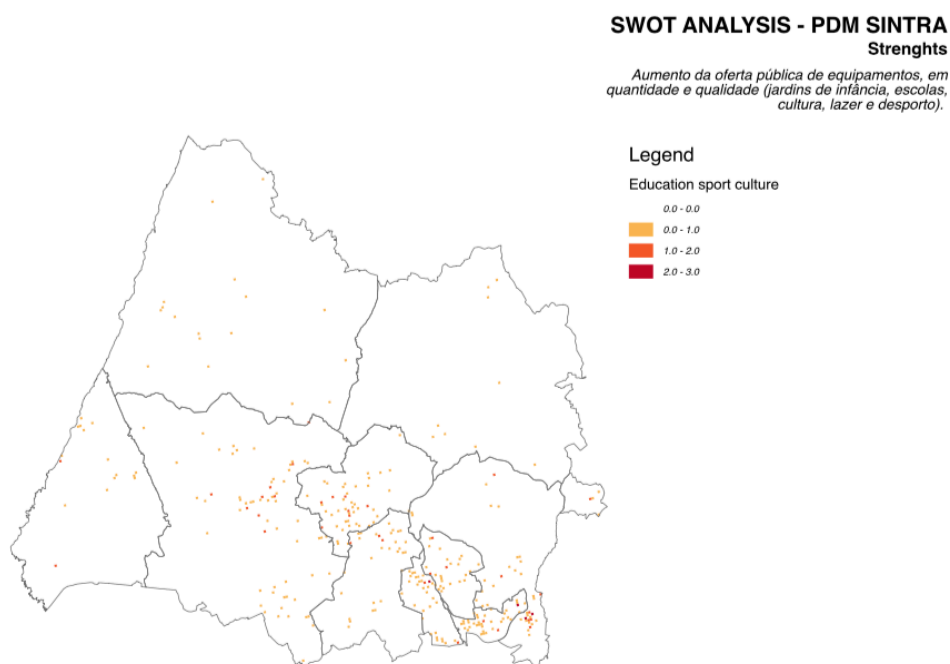 SWOT ANALYSIS - PDM SINTRA
Strenghts
Aumento da oferta pública de equipamentos, em
quantidade e qualidade (jardins de infância, escolas,
cultura, lazer e desporto).
Legend
Education sport culture
0.0 - 0.0
0.0 - 1.0
1.0 - 2.0
2.0 - 3.0